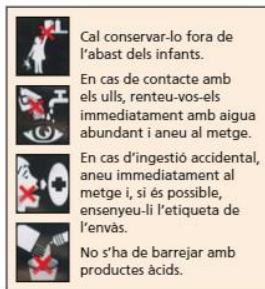 Cal conservar-lo fora de
l'abast dels infants.
En cas de contacte amb
els ulls, renteu-vos-els
immediatament amb aigua
abundant i aneu al metge.
En cas d'ingestió accidental,
aneu immediatament al
metge i, si és possible,
ensenyeu-li l'etiqueta de
l'envàs.
No s'ha de barrejar amb
productes àcids.